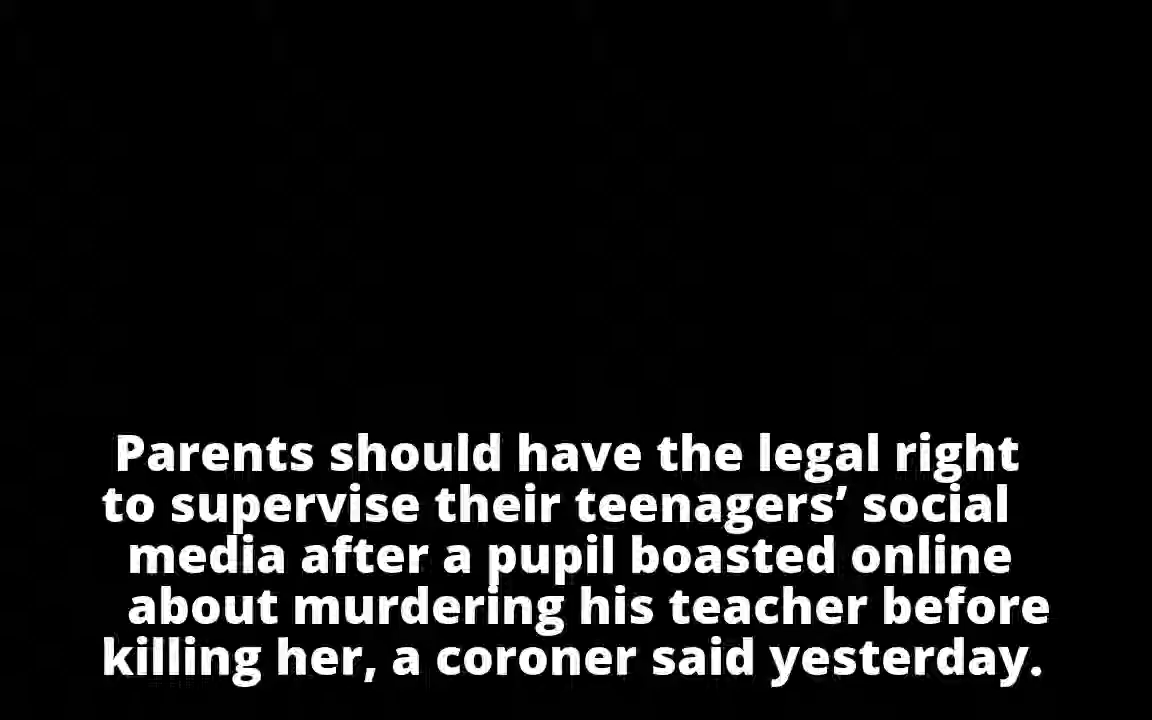 Parents should have the legal right
to supervise their teenagers’ social
media after a pupil boasted online
about murdering his teacher before
killing her, a coroner said yesterday.